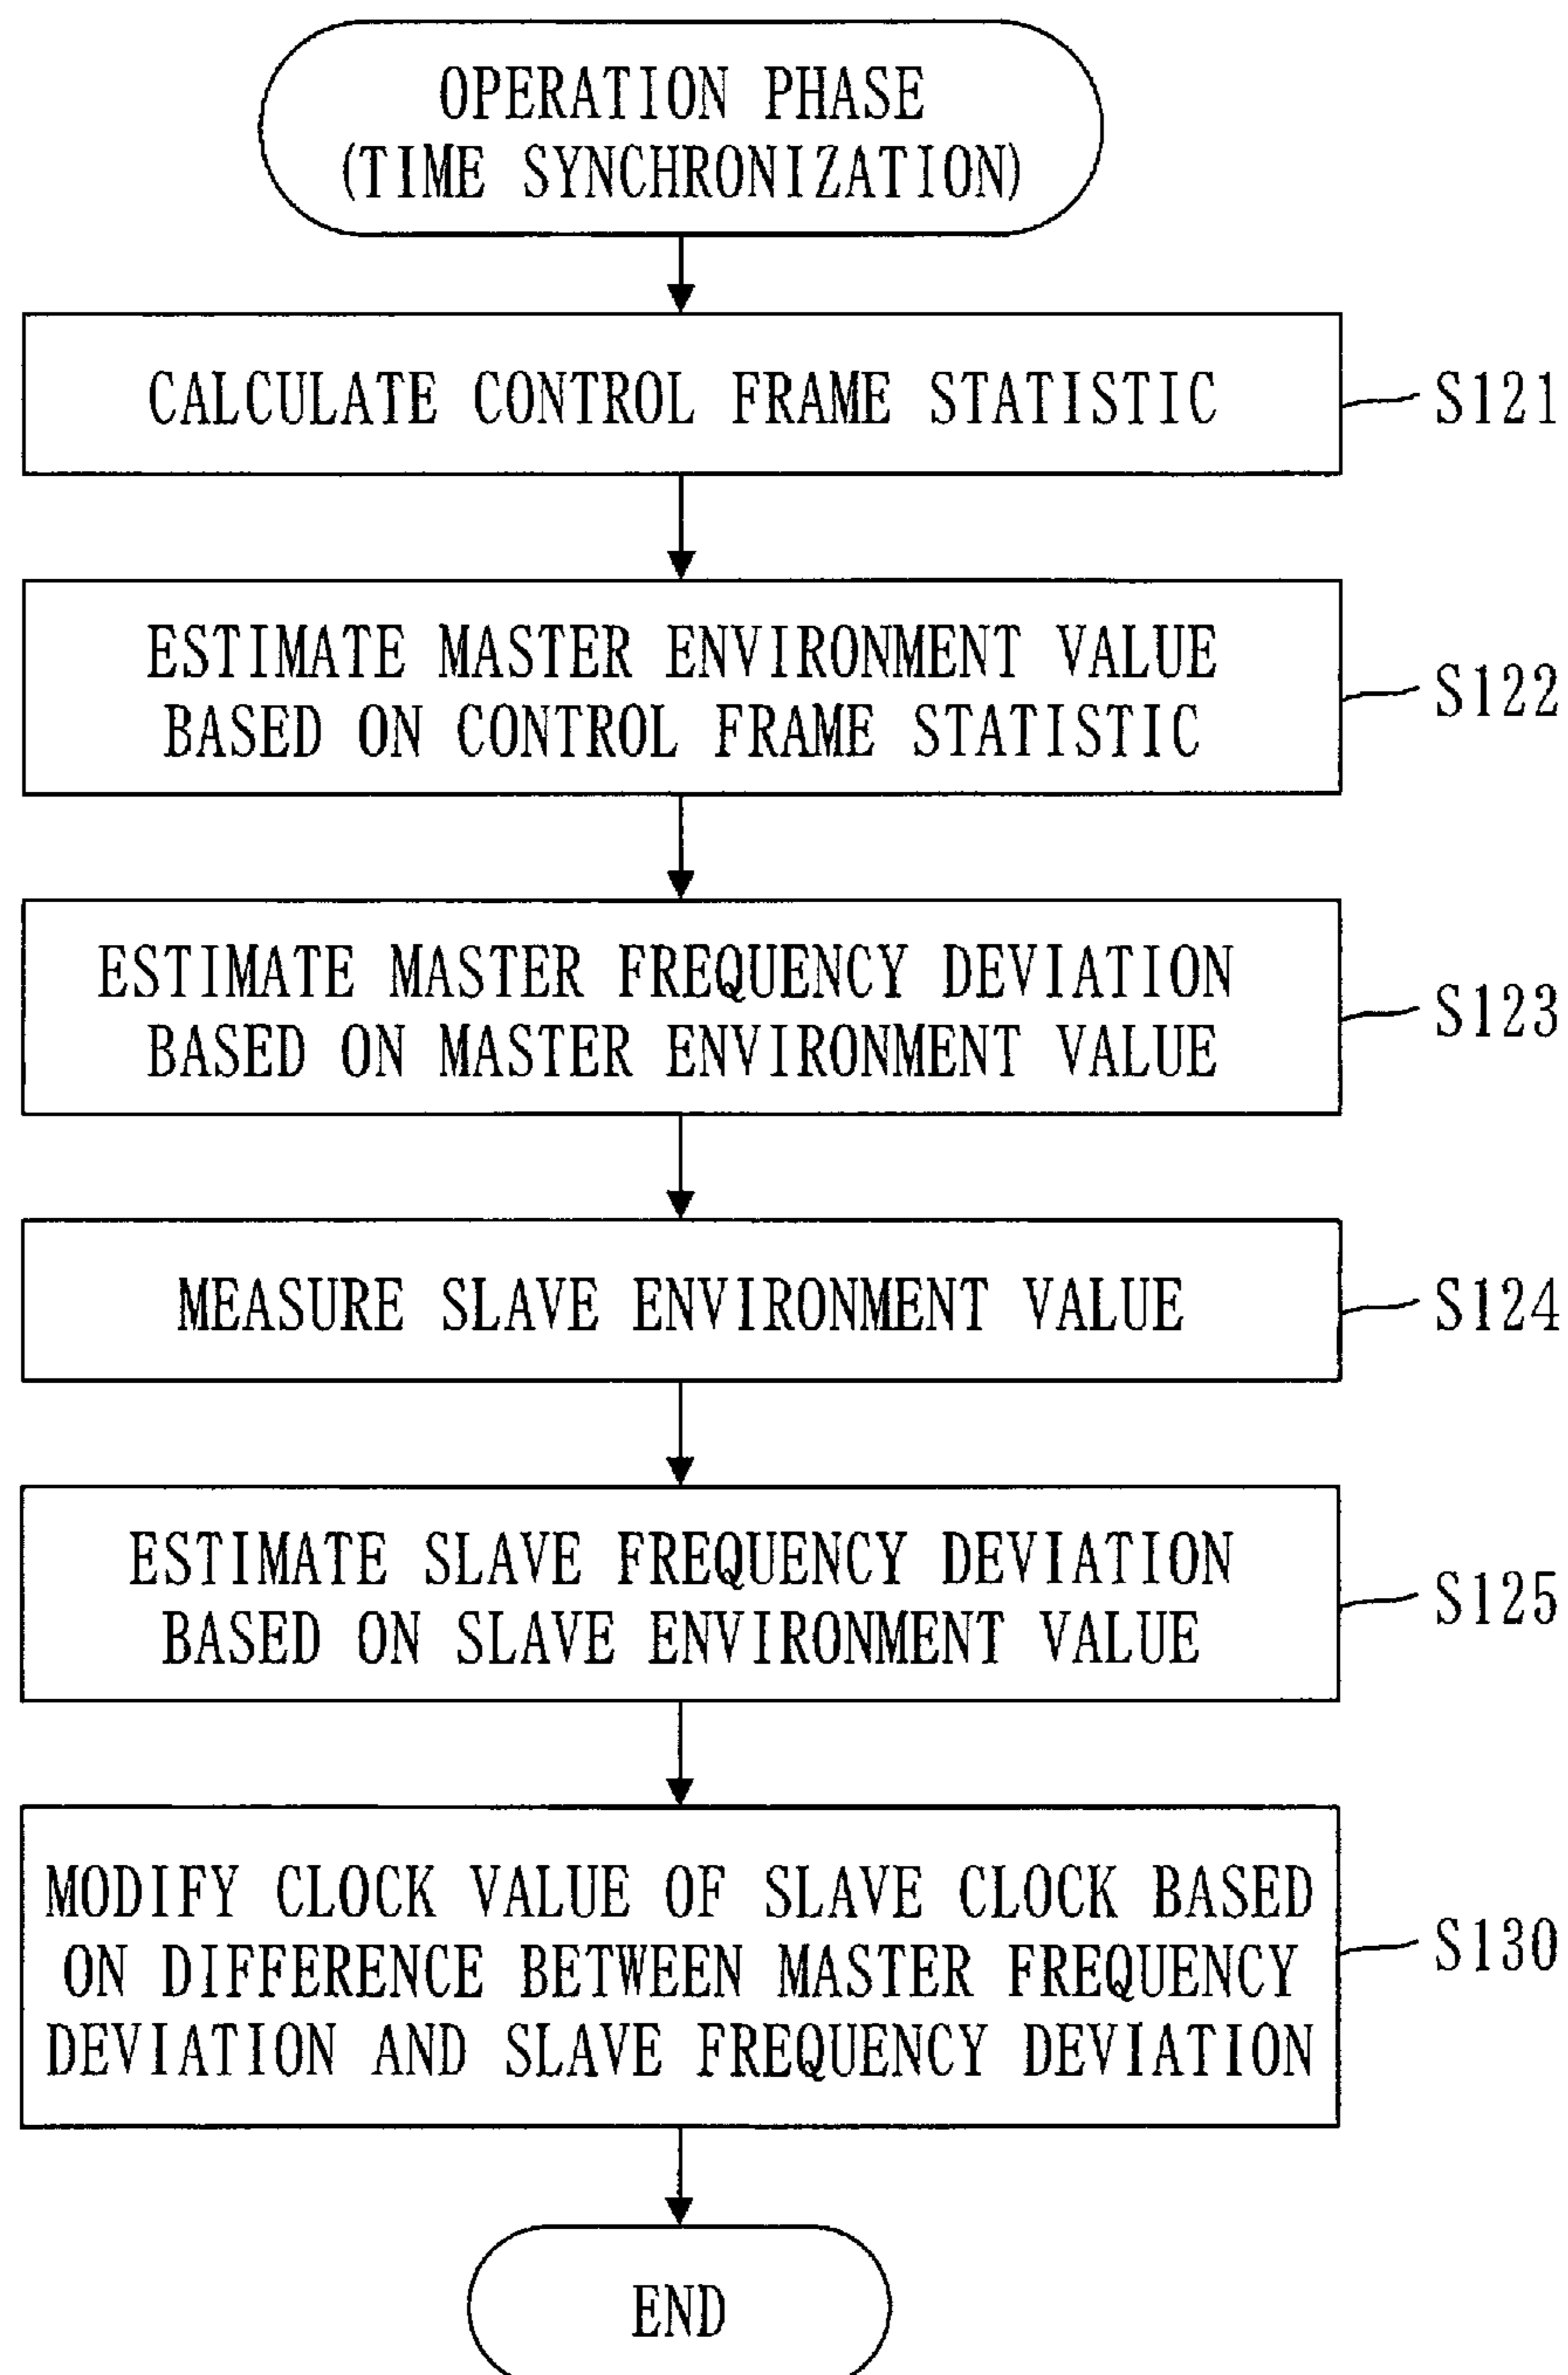 OPERATION PHASE
(TIME SYNCHRONIZATION)
CALCULATE CONTROL FRAME STATISTIC
S121
ESTIMATE MASTER ENVIRONMENT VALUE
BASED ON CONTROL FRAME STATISTIC
S122
ESTIMATE MASTER FREQUENCY DEVIATION
BASED ON MASTER ENVIRONMENT VALUE
S123
MEASURE SLAVE ENVIRONMENT VALUE
S124
ESTIMATE SLAVE FREQUENCY DEVIATION
BASED ON SLAVE ENVIRONMENT VALUE
S125
MODIFY CLOCK VALUE OF SLAVE CLOCK BASED
ON DIFFERENCE BETWEEN MASTER FREQUENCY
DEVIATION AND SLAVE FREQUENCY DEVIATION
S130
END